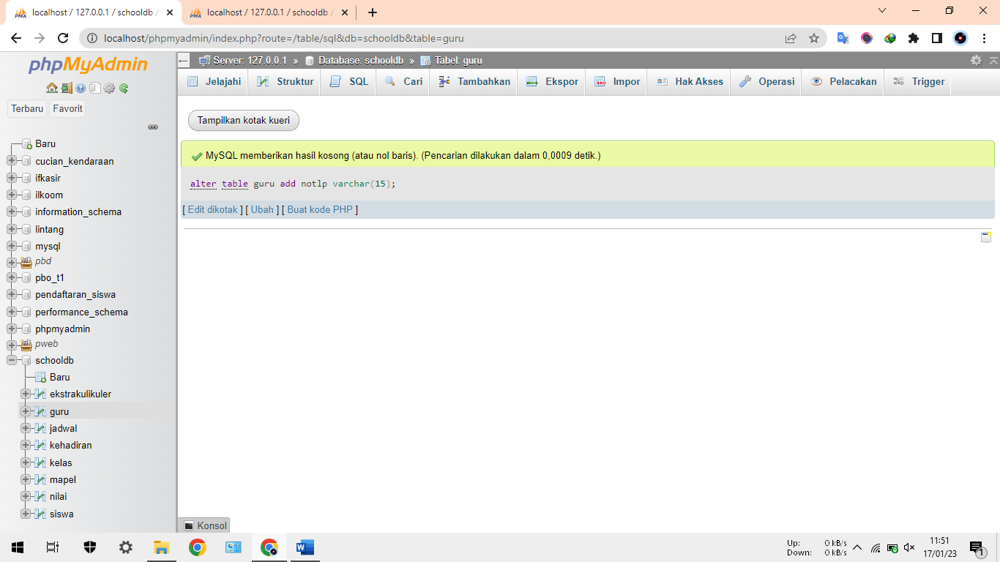 localhost / 127.0.0.1 / schooldb /
localhost / 127.0.0.1 / schooldb /
localhost/phpmyadmin/index.php?route=/table/sql&db=schooldb&table=guru
phpMyAdmin
Terbaru
Favorit
Baru
cucian_kendaraan
ifkasir
ilkoom
information_schema
lintang
mysql
pbd
pbo_t1
pendaftaran_siswa
performance_schema
phpmyadmin
pweb
schooldb
Baru
ekstrakulikuler
guru
jadwal
kehadiran
kelas
mapel
nilai
siswa
Server: 127.0.0.1 » Database: schooldb » Tabel: guru
Jelajahi Struktur SQL Cari Tambahkan Ekspor Impor Hak Akses Operasi Pelacakan Trigger
Tampilkan kotak kueri
MySQL memberikan hasil kosong (atau nol baris). (Pencarian dilakukan dalam 0,0009 detik.)
alter table guru add notlp varchar(15);
[ Edit dikotak ] [ Ubah ] [ Buat kode PHP ]
Konsol
Up: 0 kB/s
Down: 0 kB/s
11:51
17/01/23
1